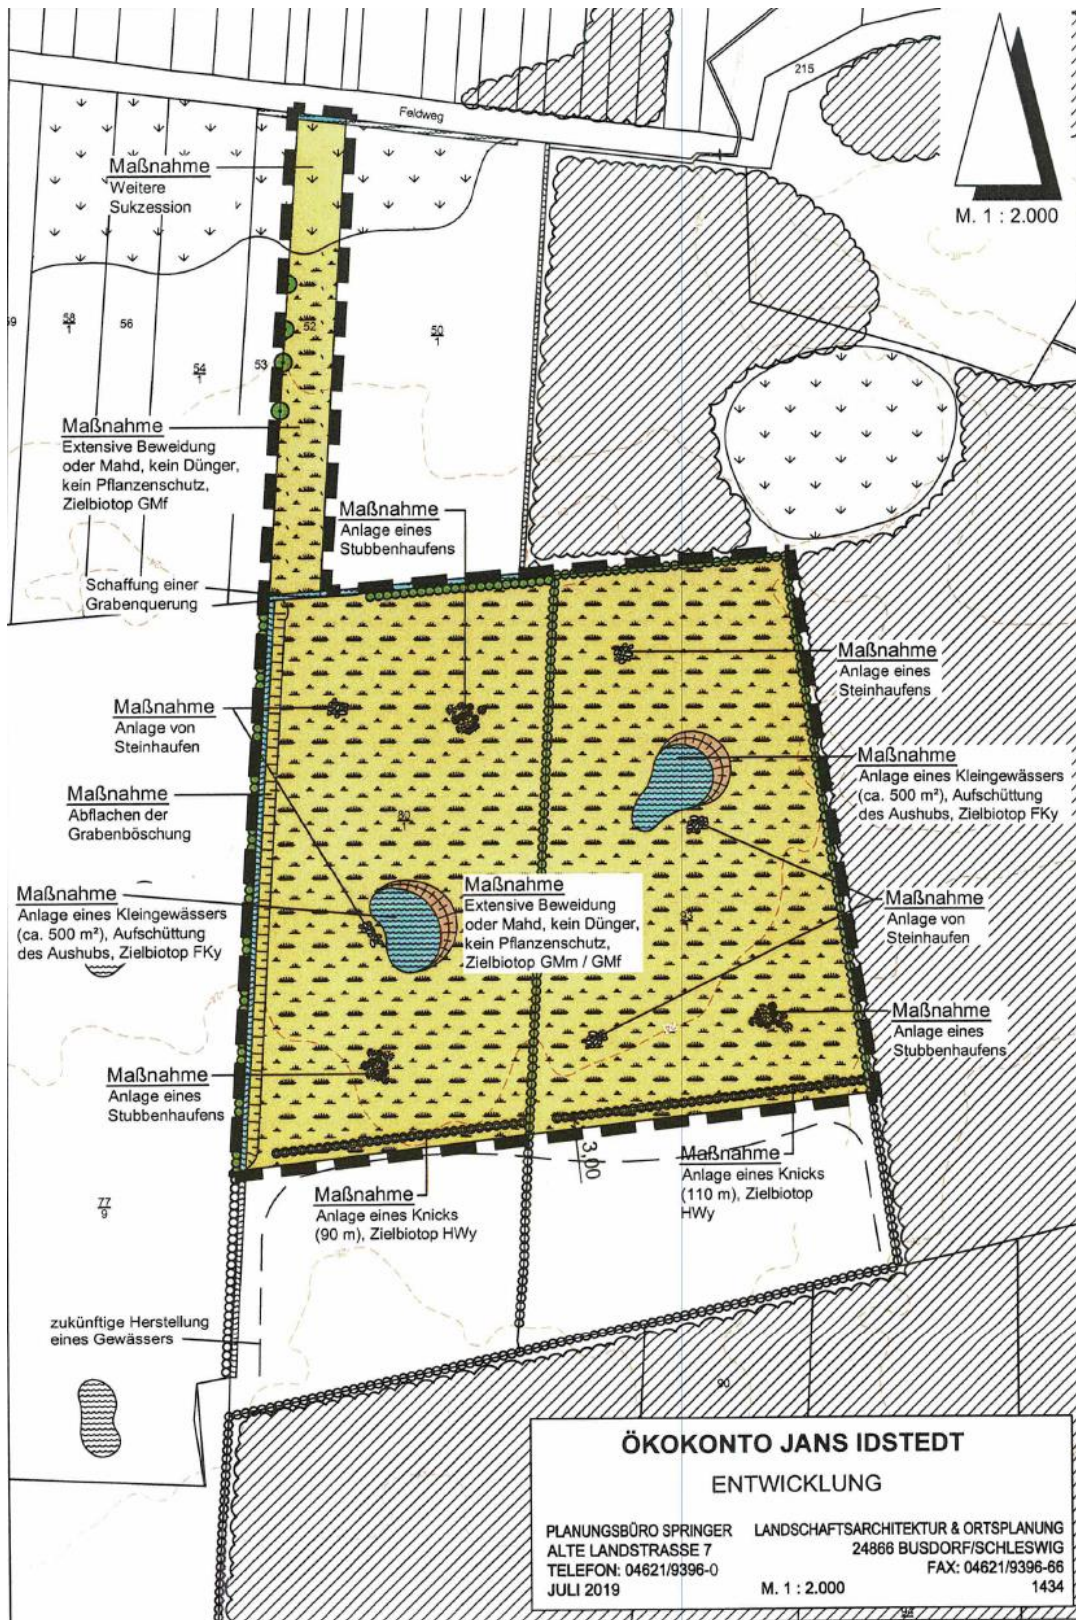 215
Feldweg
M. 1 : 2.000
Maßnahme
Weitere
Sukzession
59
58
1
56
54
1
53
52
50
1
Maßnahme
Extensive Beweidung
oder Mahd, kein Dünger,
kein Pflanzenschutz,
Zielbiotop GMf
Maßnahme
Anlage eines
Stubbenhaufens
Schaffung einer
Grabenquerung
Maßnahme
Anlage eines
Steinhaufens
Maßnahme
Anlage von
Steinhaufen
Maßnahme
Anlage eines Kleingewässers
(ca. 500 m²), Aufschüttung
des Aushubs, Zielbiotop FKy
Maßnahme
Abflachen der
Grabenböschung
80
1
Maßnahme
Anlage eines Kleingewässers
(ca. 500 m²), Aufschüttung
des Aushubs, Zielbiotop FKy
Maßnahme
Extensive Beweidung
oder Mahd, kein Dünger,
kein Pflanzenschutz,
Zielbiotop GMm / GMf
Maßnahme
Anlage von
Steinhaufen
Maßnahme
Anlage eines
Stubbenhaufens
Maßnahme
Anlage eines
Stubbenhaufens
3,00
Maßnahme
Anlage eines Knicks
(110 m), Zielbiotop
HWy
Maßnahme
Anlage eines Knicks
(90 m), Zielbiotop HWy
77
9
zukünftige Herstellung
eines Gewässers
90
ÖKOKONTO JANS IDSTEDT
ENTWICKLUNG
PLANUNGSBÜRO SPRINGER LANDSCHAFTSARCHITEKTUR & ORTSPLANUNG
ALTE LANDSTRASSE 7 24866 BUSDORF/SCHLESWIG
TELEFON: 04621/9396-0 FAX: 04621/9396-66
JULI 2019 M. 1 : 2.000 1434